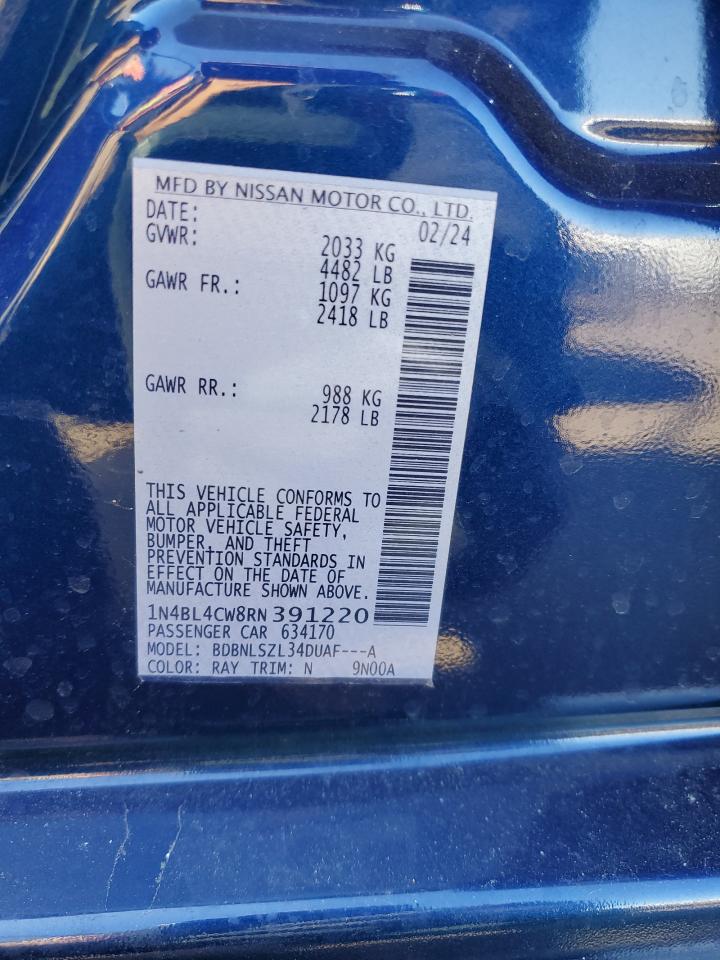 MFD BY NISSAN MOTOR CO., LTD.
DATE: 02/24
GVWR: 2033 KG
4482 LB
GAWR FR.: 1097 KG
2418 LB
GAWR RR.: 988 KG
2178 LB
THIS VEHICLE CONFORMS TO
ALL APPLICABLE FEDERAL
MOTOR VEHICLE SAFETY,
BUMPER, AND THEFT
PREVENTION STANDARDS IN
EFFECT ON THE DATE OF
MANUFACTURE SHOWN ABOVE.
1N4BL4CW8RN391220
PASSENGER CAR 634170
MODEL: BDBNLSZL34DUAF---A
COLOR: RAY TRIM: N 9N00A